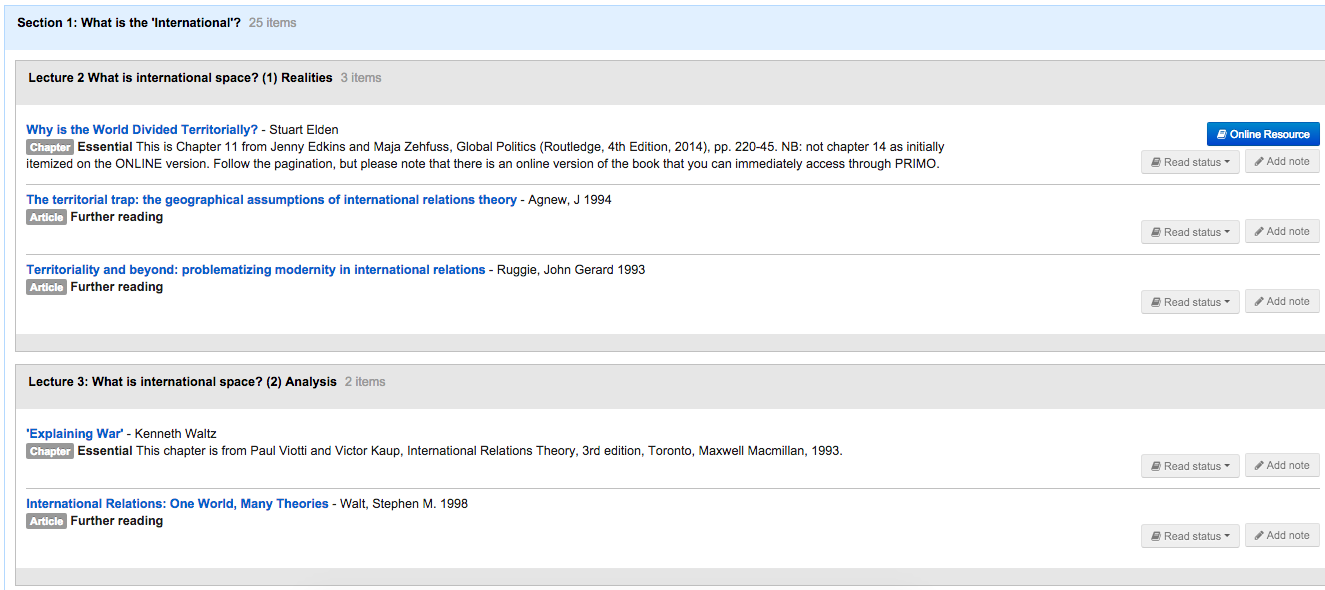 Section 1: What is the 'International'? 25 items
Lecture 2 What is international space? (1) Realities 3 items
Why is the World Divided Territorially? - Stuart Elden
Online Resource
Chapter Essential This is Chapter 11 from Jenny Edkins and Maja Zehfuss, Global Politics (Routledge, 4th Edition, 2014), pp. 220-45. NB: not chapter 14 as initially
itemized on the ONLINE version. Follow the pagination, but please note that there is an online version of the book that you can immediately access through PRIMO.
Read status Add note
The territorial trap: the geographical assumptions of international relations theory - Agnew, J 1994
Article Further reading
Read status Add note
Territoriality and beyond: problematizing modernity in international relations - Ruggie, John Gerard 1993
Article Further reading
Read status Add note
Lecture 3: What is international space? (2) Analysis 2 items
'Explaining War' - Kenneth Waltz
Chapter Essential This chapter is from Paul Viotti and Victor Kaup, International Relations Theory, 3rd edition, Toronto, Maxwell Macmillan, 1993.
Read status Add note
International Relations: One World, Many Theories - Walt, Stephen M. 1998
Article Further reading
Read status Add note